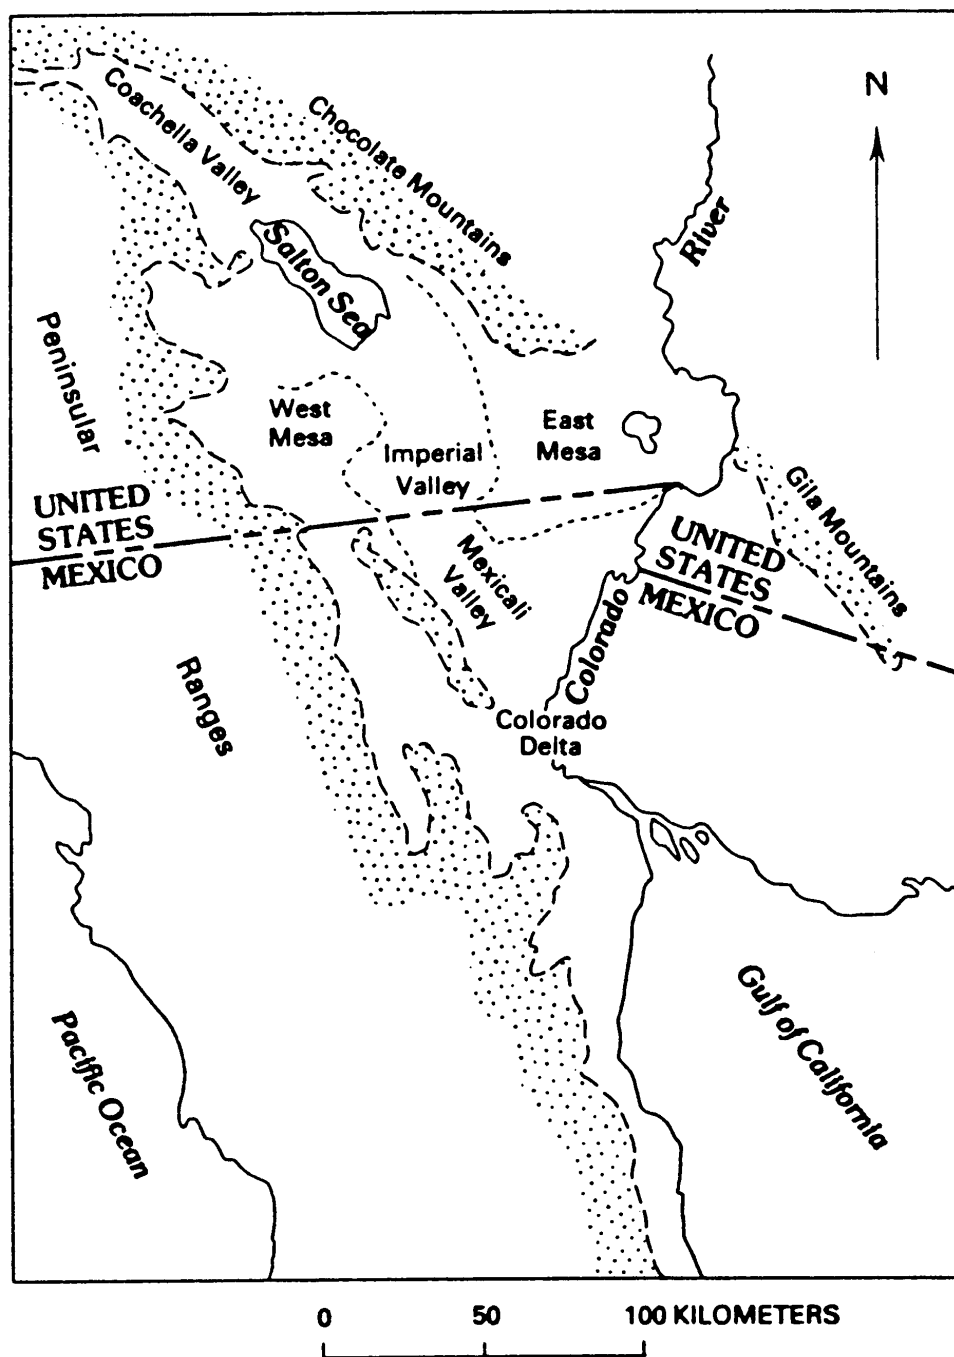 N
Coachella Valley
Chocolate Mountains
River
Salton Sea
Peninsular
West
Mesa
East
Mesa
Imperial
Valley
Gila Mountains
UNITED
STATES
MEXICO
UNITED
STATES
MEXICO
Mexicali
Valley
Colorado
Ranges
Colorado
Delta
Gulf of California
Pacific Ocean
0 50 100 KILOMETERS